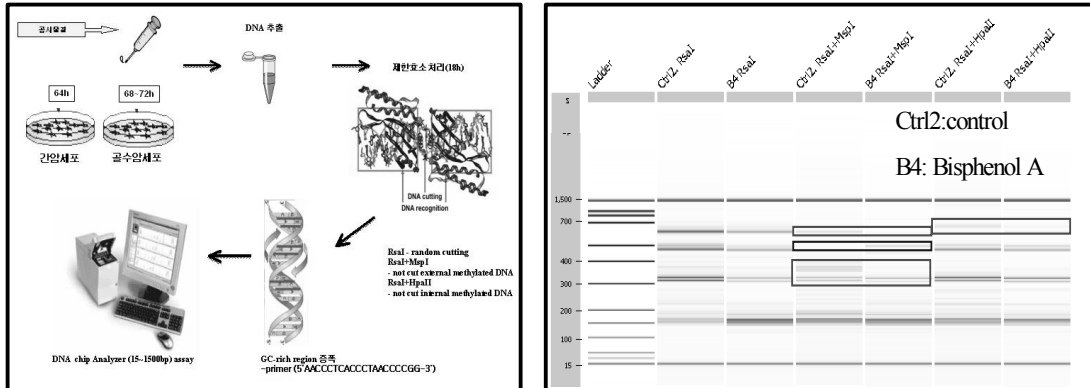 공시물질
DNA 추출
제한효소처리(18h)
64h
68~72h
간암세포
골수암세포
DNA cutting
DNA recognition
RsaI - random cutting
RsaI+MspI
- not cut external methylated DNA
RsaI+HpaII
- not cut internal methylated DNA
DNA chip Analyzer (15~1500bp) assay
GC-rich region 증폭
-primer (5'AACCCTCACCCTAACCCCGG-3')
Ladder
Ctrl2. RsaI
B4 RsaI
Ctrl2. RsaI+MspI
B4 RsaI+MspI
Ctrl2. RsaI+HpaII
B4 RsaI+HpaII
S
Ctrl2:control
B4: Bisphenol A
1,500
700
400
300
200
100
15